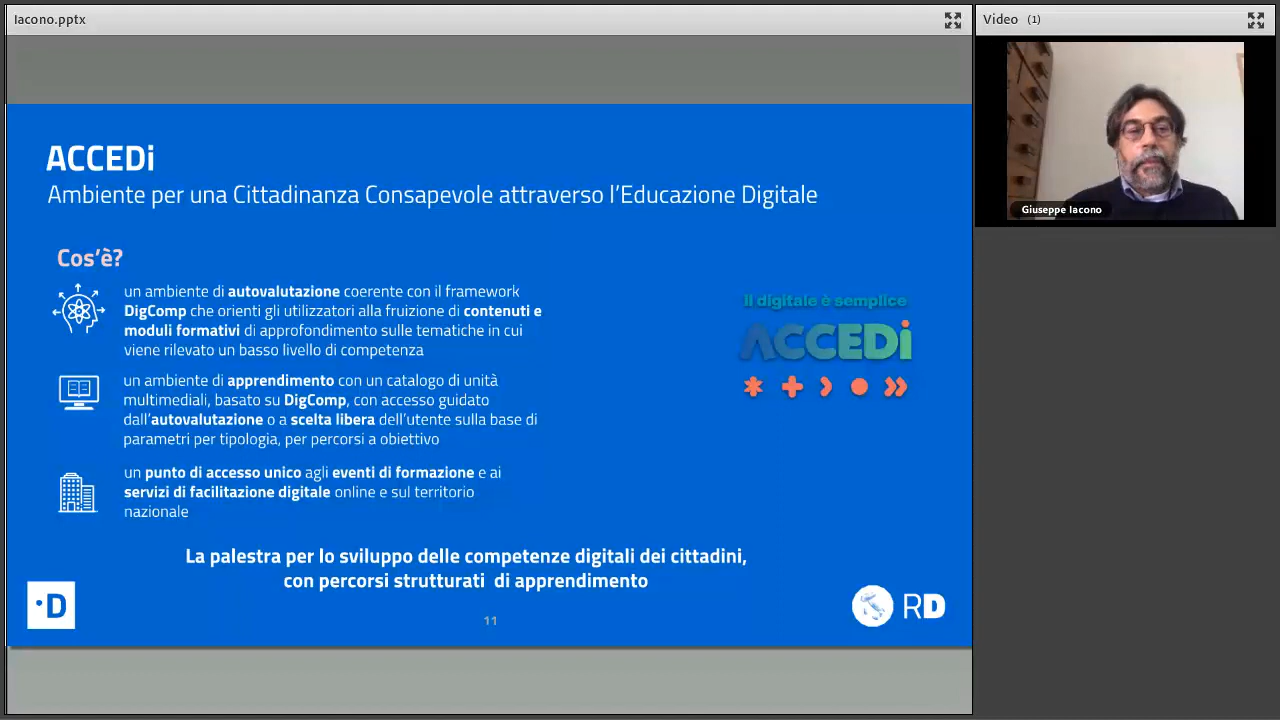 Iacono.pptx
Video (1)
Giuseppe Iacono
ACCEDi
Ambiente per una Cittadinanza Consapevole attraverso l'Educazione Digitale
Cos'è?
un ambiente di autovalutazione coerente con il framework
DigComp che orienti gli utilizzatori alla fruizione di contenuti e
moduli formativi di approfondimento sulle tematiche in cui
viene rilevato un basso livello di competenza
un ambiente di apprendimento con un catalogo di unità
multimediali, basato su DigComp, con accesso guidato
dall'autovalutazione o a scelta libera dell'utente sulla base di
parametri per tipologia, per percorsi a obiettivo
un punto di accesso unico agli eventi di formazione e ai
servizi di facilitazione digitale online e sul territorio
nazionale
Il digitale è semplice
ACCEDi
La palestra per lo sviluppo delle competenze digitali dei cittadini,
con percorsi strutturati di apprendimento
·D
11
RD